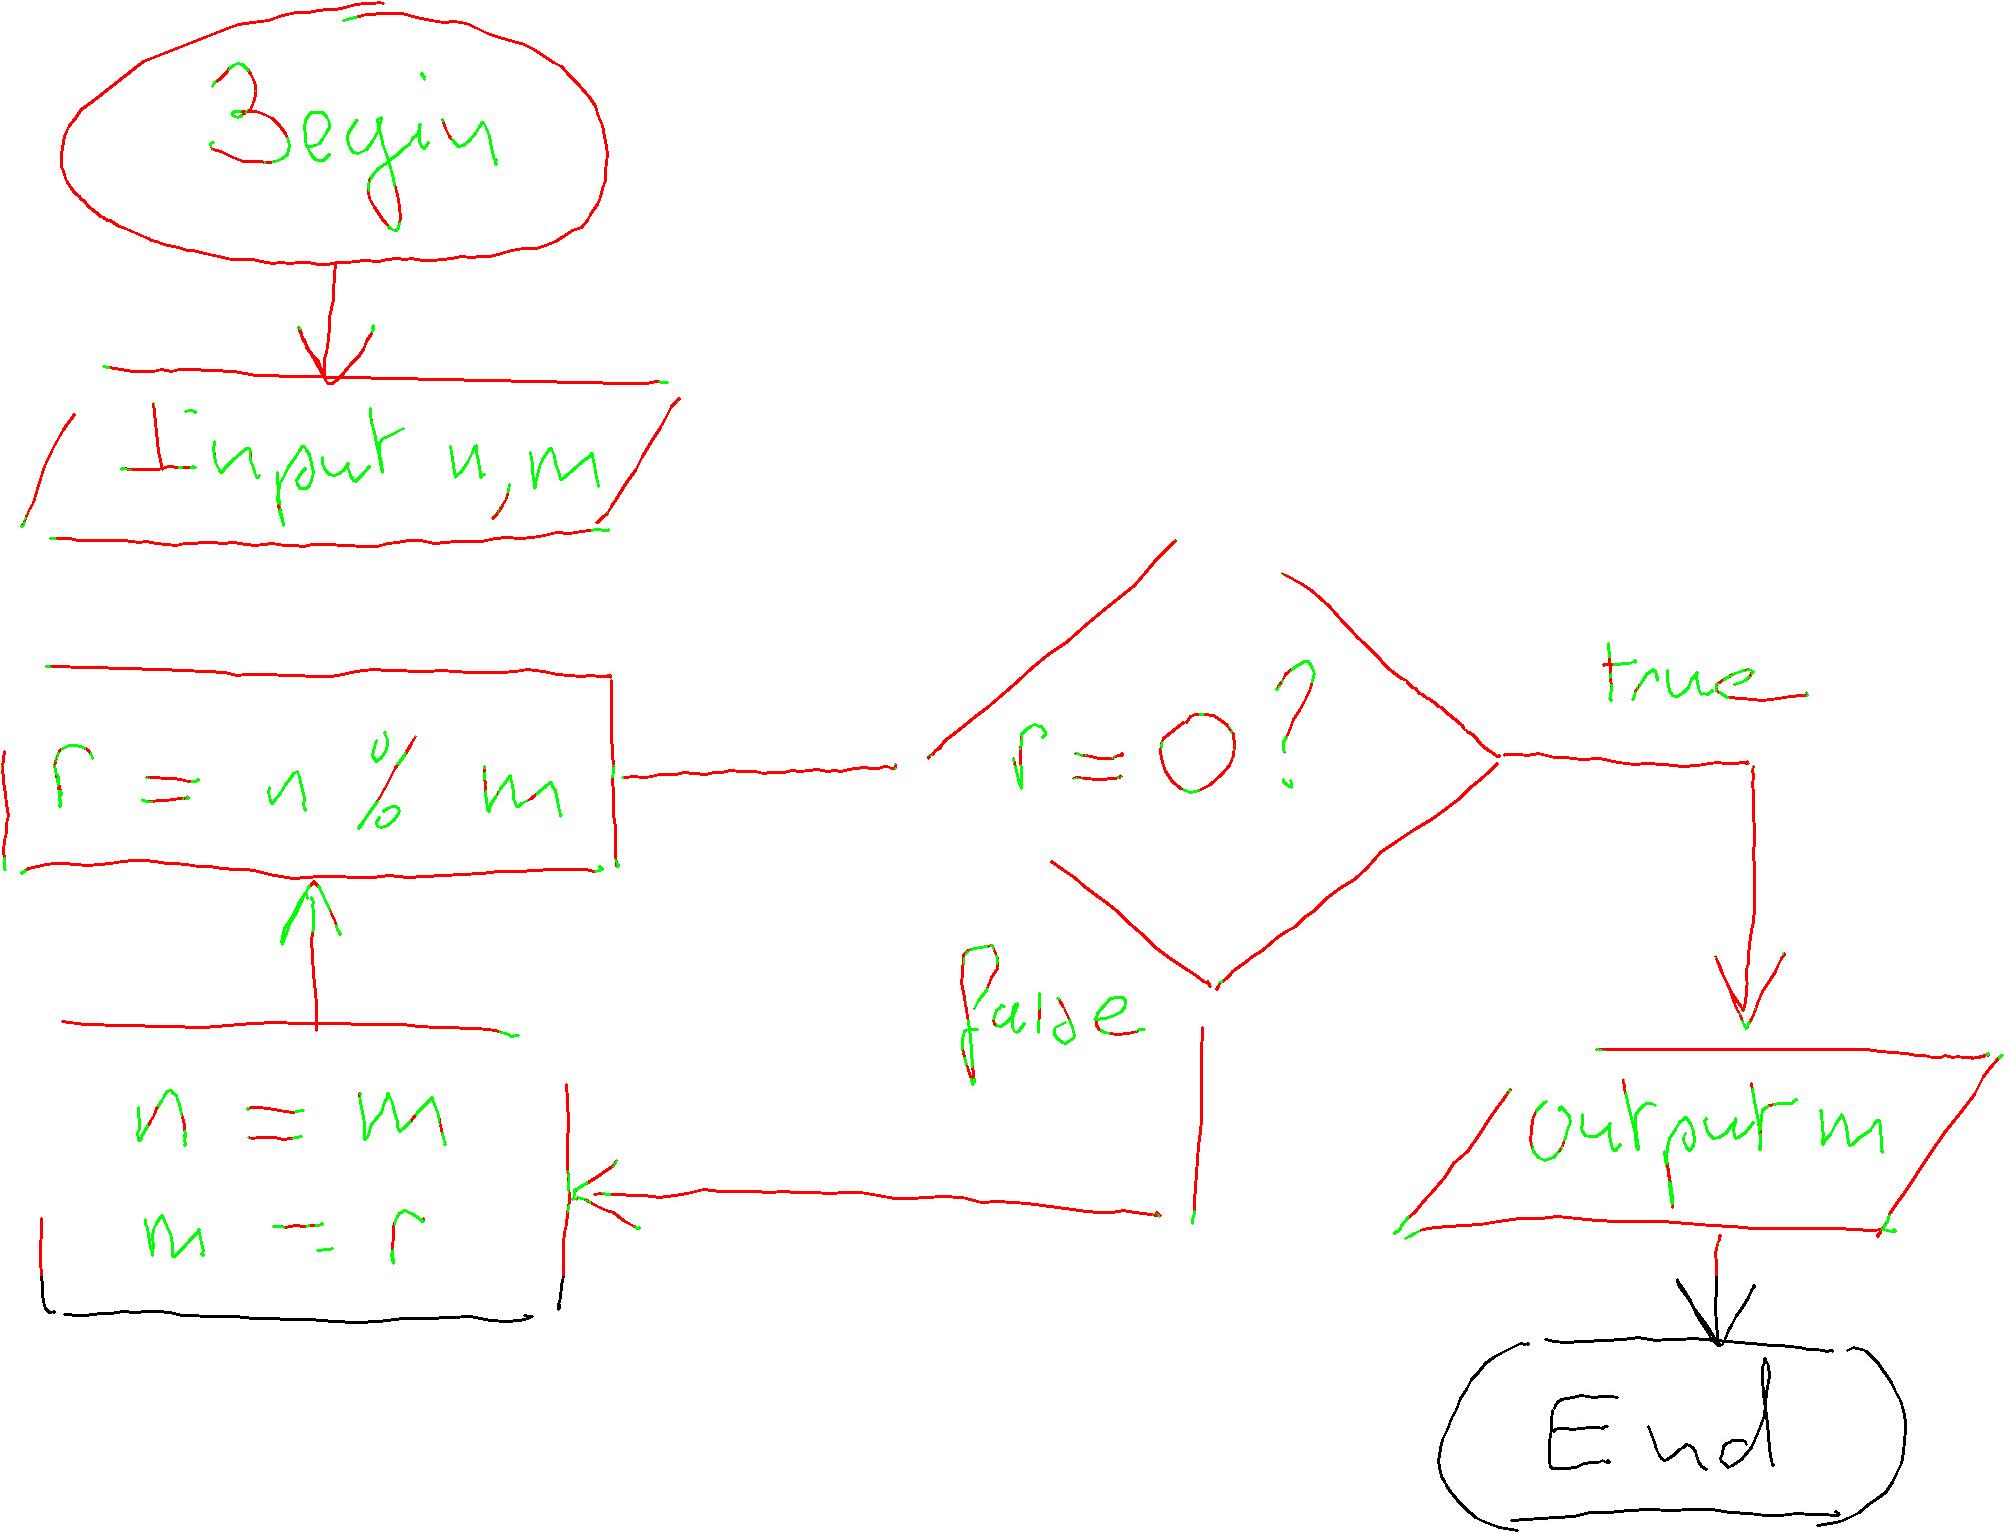 Begin
Input n, m
r = n % m
r = 0 ?
true
false
n = m
m = r
output m
End